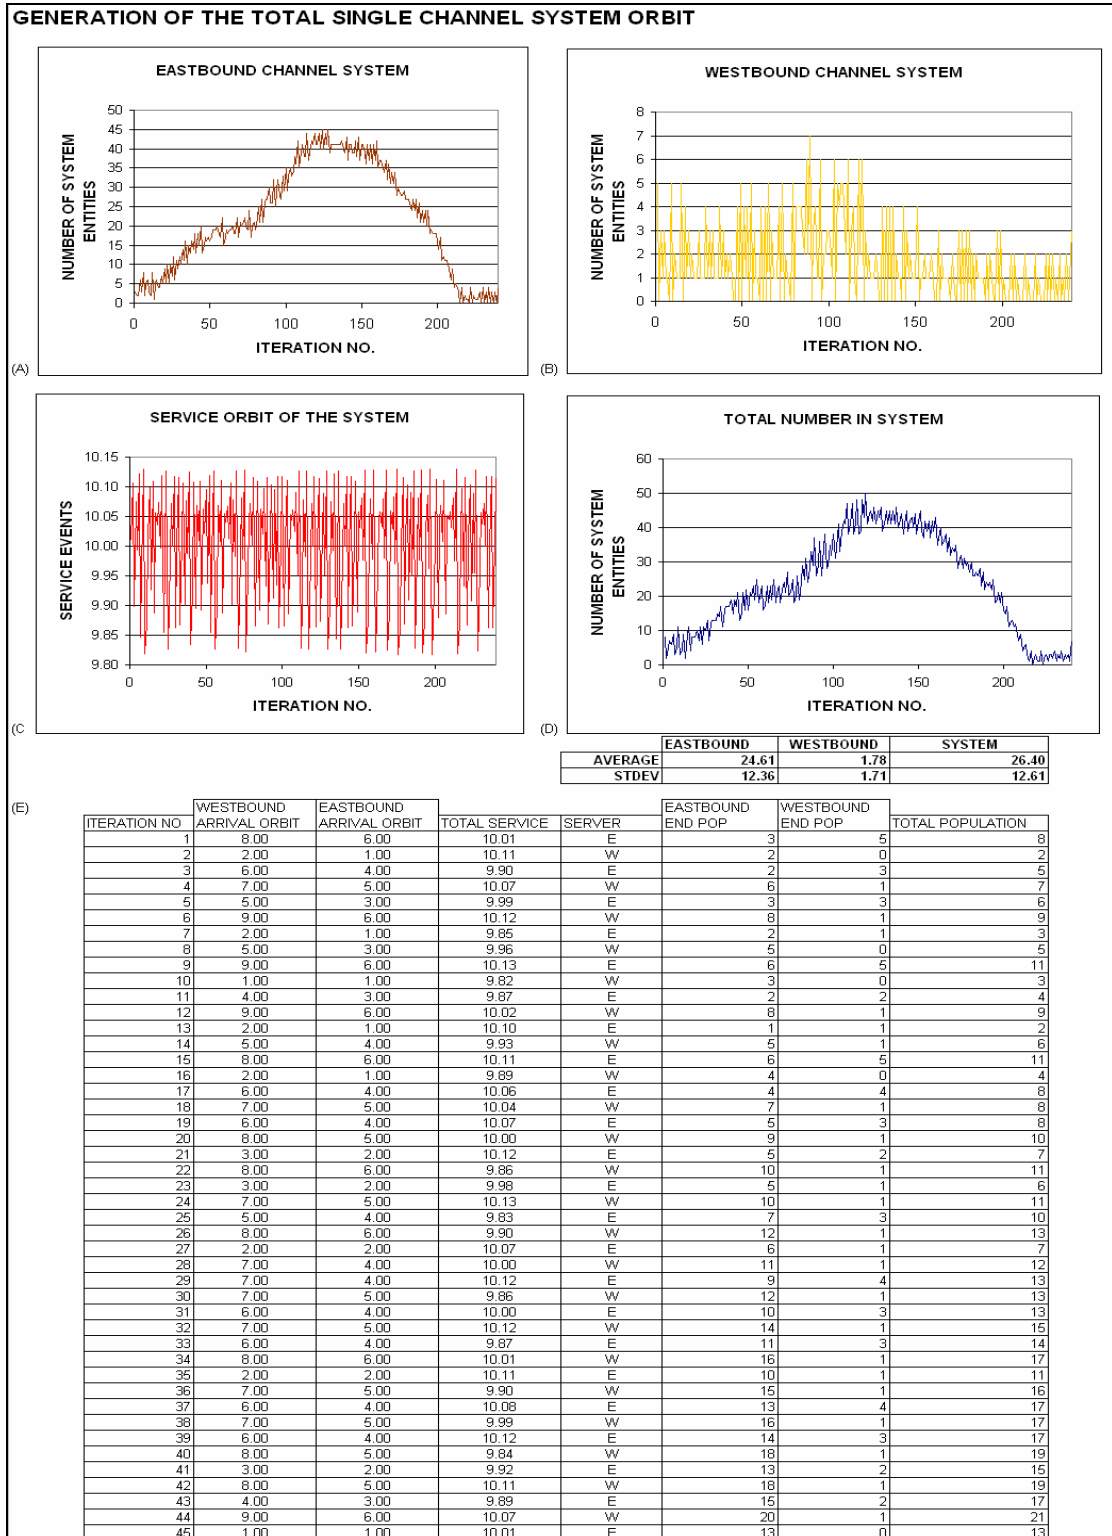 GENERATION OF THE TOTAL SINGLE CHANNEL SYSTEM ORBIT
EASTBOUND CHANNEL SYSTEM
NUMBER OF SYSTEM
ENTITIES
50
45
40
35
30
25
20
15
10
5
0
0 50 100 150 200
ITERATION NO.
(A)
WESTBOUND CHANNEL SYSTEM
NUMBER OF SYSTEM
ENTITIES
8
7
6
5
4
3
2
1
0
0 50 100 150 200
ITERATION NO.
(B)
SERVICE ORBIT OF THE SYSTEM
SERVICE EVENTS
10.15
10.10
10.05
10.00
9.95
9.90
9.85
9.80
0 50 100 150 200
ITERATION NO.
(C
TOTAL NUMBER IN SYSTEM
NUMBER OF SYSTEM
ENTITIES
60
50
40
30
20
10
0
0 50 100 150 200
ITERATION NO.
(D)
EASTBOUND WESTBOUND SYSTEM
AVERAGE 24.61 1.78 26.40
STDEV 12.36 1.71 12.61
(E)
WESTBOUND EASTBOUND EASTBOUND WESTBOUND
ITERATION NO ARRIVAL ORBIT ARRIVAL ORBIT TOTAL SERVICE SERVER END POP END POP TOTAL POPULATION
1 8.00 6.00 10.01 E 3 5 8
2 2.00 1.00 10.11 W 2 0 2
3 6.00 4.00 9.90 E 2 3 5
4 7.00 5.00 10.07 W 6 1 7
5 5.00 3.00 9.99 E 3 3 6
6 9.00 6.00 10.12 W 8 1 9
7 2.00 1.00 9.85 E 2 1 3
8 5.00 3.00 9.96 W 5 0 5
9 9.00 6.00 10.13 E 6 5 11
10 1.00 1.00 9.82 W 3 0 3
11 4.00 3.00 9.87 E 2 2 4
12 9.00 6.00 10.02 W 8 1 9
13 2.00 1.00 10.10 E 1 1 2
14 5.00 4.00 9.93 W 5 1 6
15 8.00 6.00 10.11 E 6 5 11
16 2.00 1.00 9.89 W 4 0 4
17 6.00 4.00 10.06 E 4 4 8
18 7.00 5.00 10.04 W 7 1 8
19 6.00 4.00 10.07 E 5 3 8
20 8.00 5.00 10.00 W 9 1 10
21 3.00 2.00 10.12 E 5 2 7
22 8.00 6.00 9.86 W 10 1 11
23 3.00 2.00 9.98 E 5 1 6
24 7.00 5.00 10.13 W 10 1 11
25 5.00 4.00 9.83 E 7 3 10
26 8.00 6.00 9.90 W 12 1 13
27 2.00 2.00 10.07 E 6 1 7
28 7.00 4.00 10.00 W 11 1 12
29 7.00 4.00 10.12 E 9 4 13
30 7.00 5.00 9.86 W 12 1 13
31 6.00 4.00 10.00 E 10 3 13
32 7.00 5.00 10.12 W 14 1 15
33 6.00 4.00 9.87 E 11 3 14
34 8.00 6.00 10.01 W 16 1 17
35 2.00 2.00 10.11 E 10 1 11
36 7.00 5.00 9.90 W 15 1 16
37 6.00 4.00 10.08 E 13 4 17
38 7.00 5.00 9.99 W 16 1 17
39 6.00 4.00 10.12 E 14 3 17
40 8.00 5.00 9.84 W 18 1 19
41 3.00 2.00 9.92 E 13 2 15
42 8.00 5.00 10.11 W 18 1 19
43 4.00 3.00 9.89 E 15 2 17
44 9.00 6.00 10.07 W 20 1 21
45 1.00 1.00 10.01 E 13 0 13